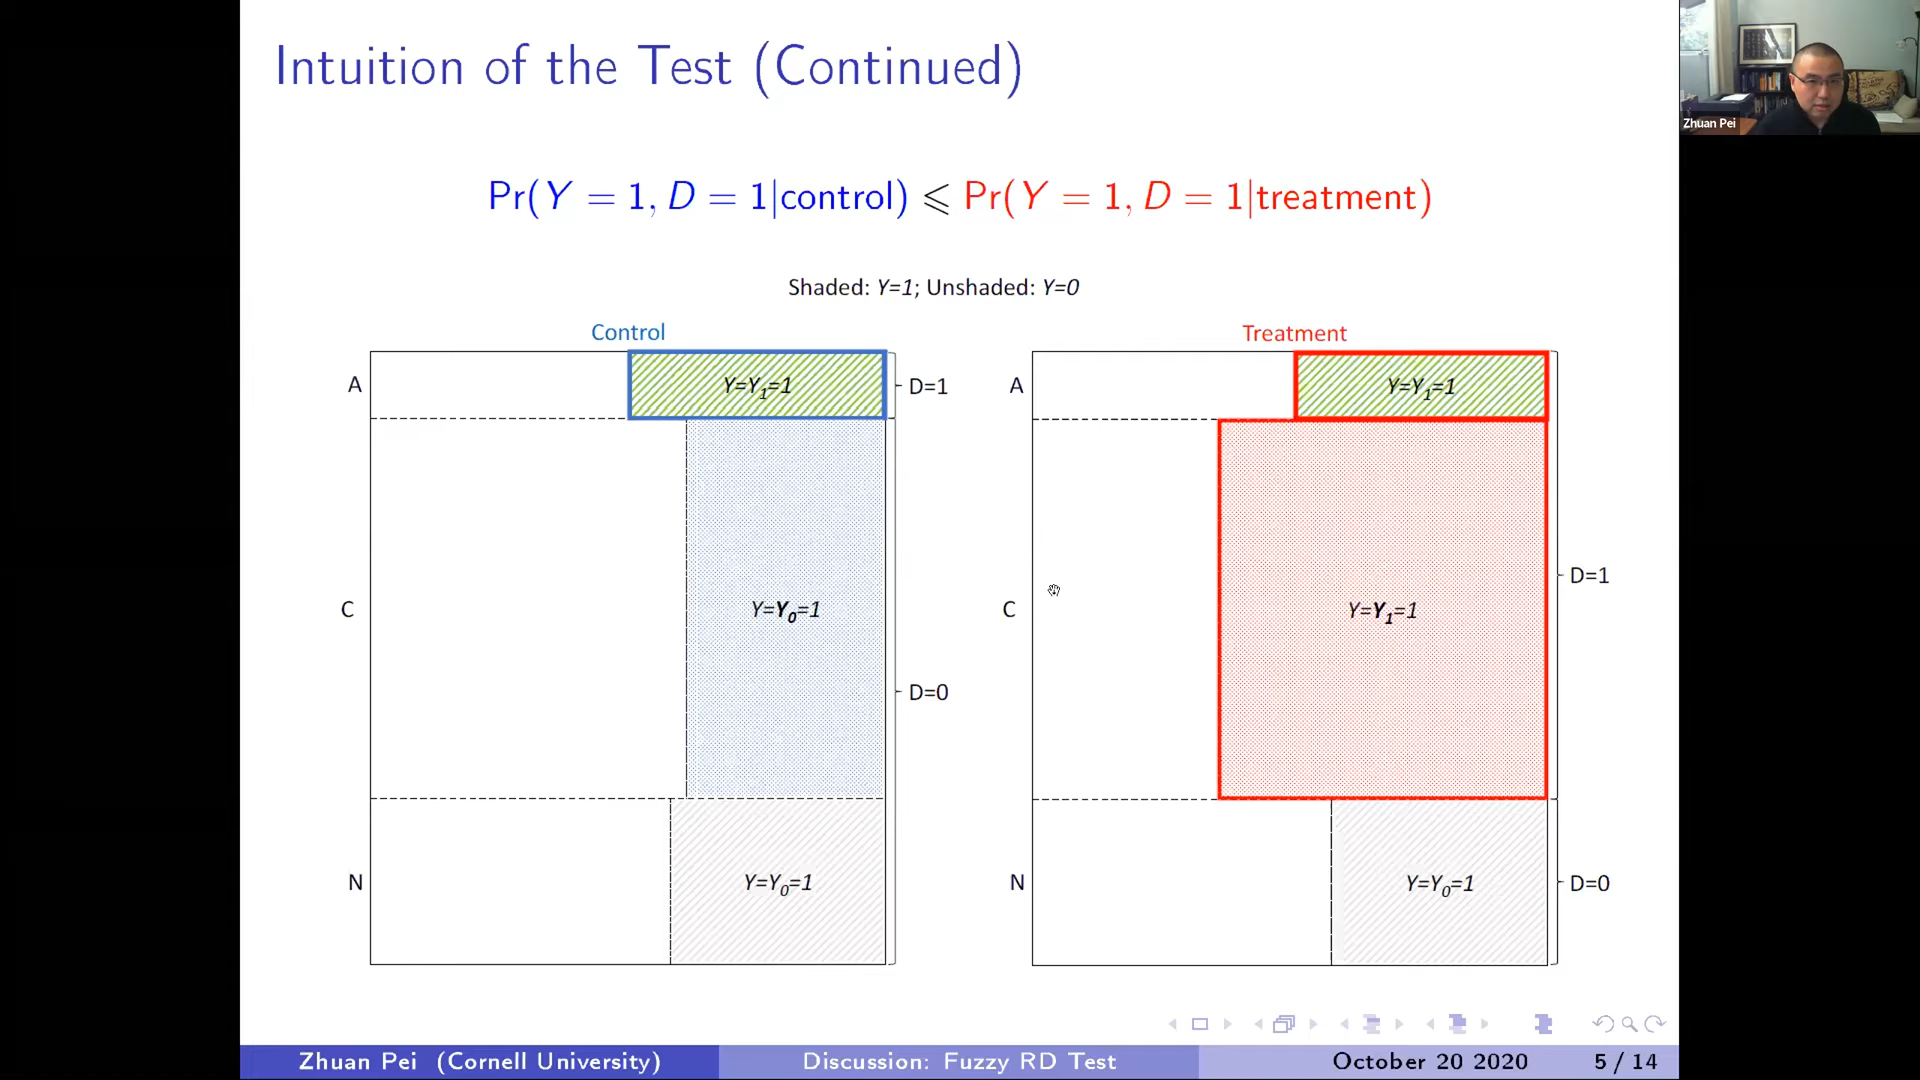 Intuition of the Test (Continued)
Zhuan Pei
Pr(Y = 1, D = 1|control) ⩽ Pr(Y = 1, D = 1|treatment)
Shaded: Y=1; Unshaded: Y=0
Control
Treatment
A
Y=Y₁=1
D=1
A
Y=Y₁=1
C
Y=Y₀=1
D=0
C
Y=Y₁=1
D=1
N
Y=Y₀=1
N
Y=Y₀=1
D=0
Zhuan Pei (Cornell University)
Discussion: Fuzzy RD Test
October 20 2020
5 / 14